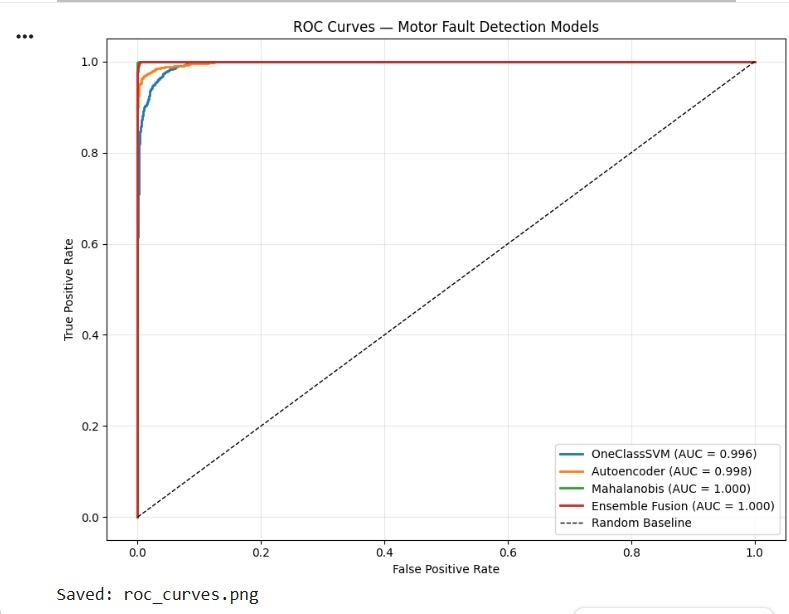 •••
ROC Curves — Motor Fault Detection Models
1.0
0.8
0.6
0.4
0.2
0.0
True Positive Rate
OneClassSVM (AUC = 0.996)
Autoencoder (AUC = 0.998)
Mahalanobis (AUC = 1.000)
Ensemble Fusion (AUC = 1.000)
Random Baseline
0.0 0.2 0.4 0.6 0.8 1.0
False Positive Rate
Saved: roc_curves.png